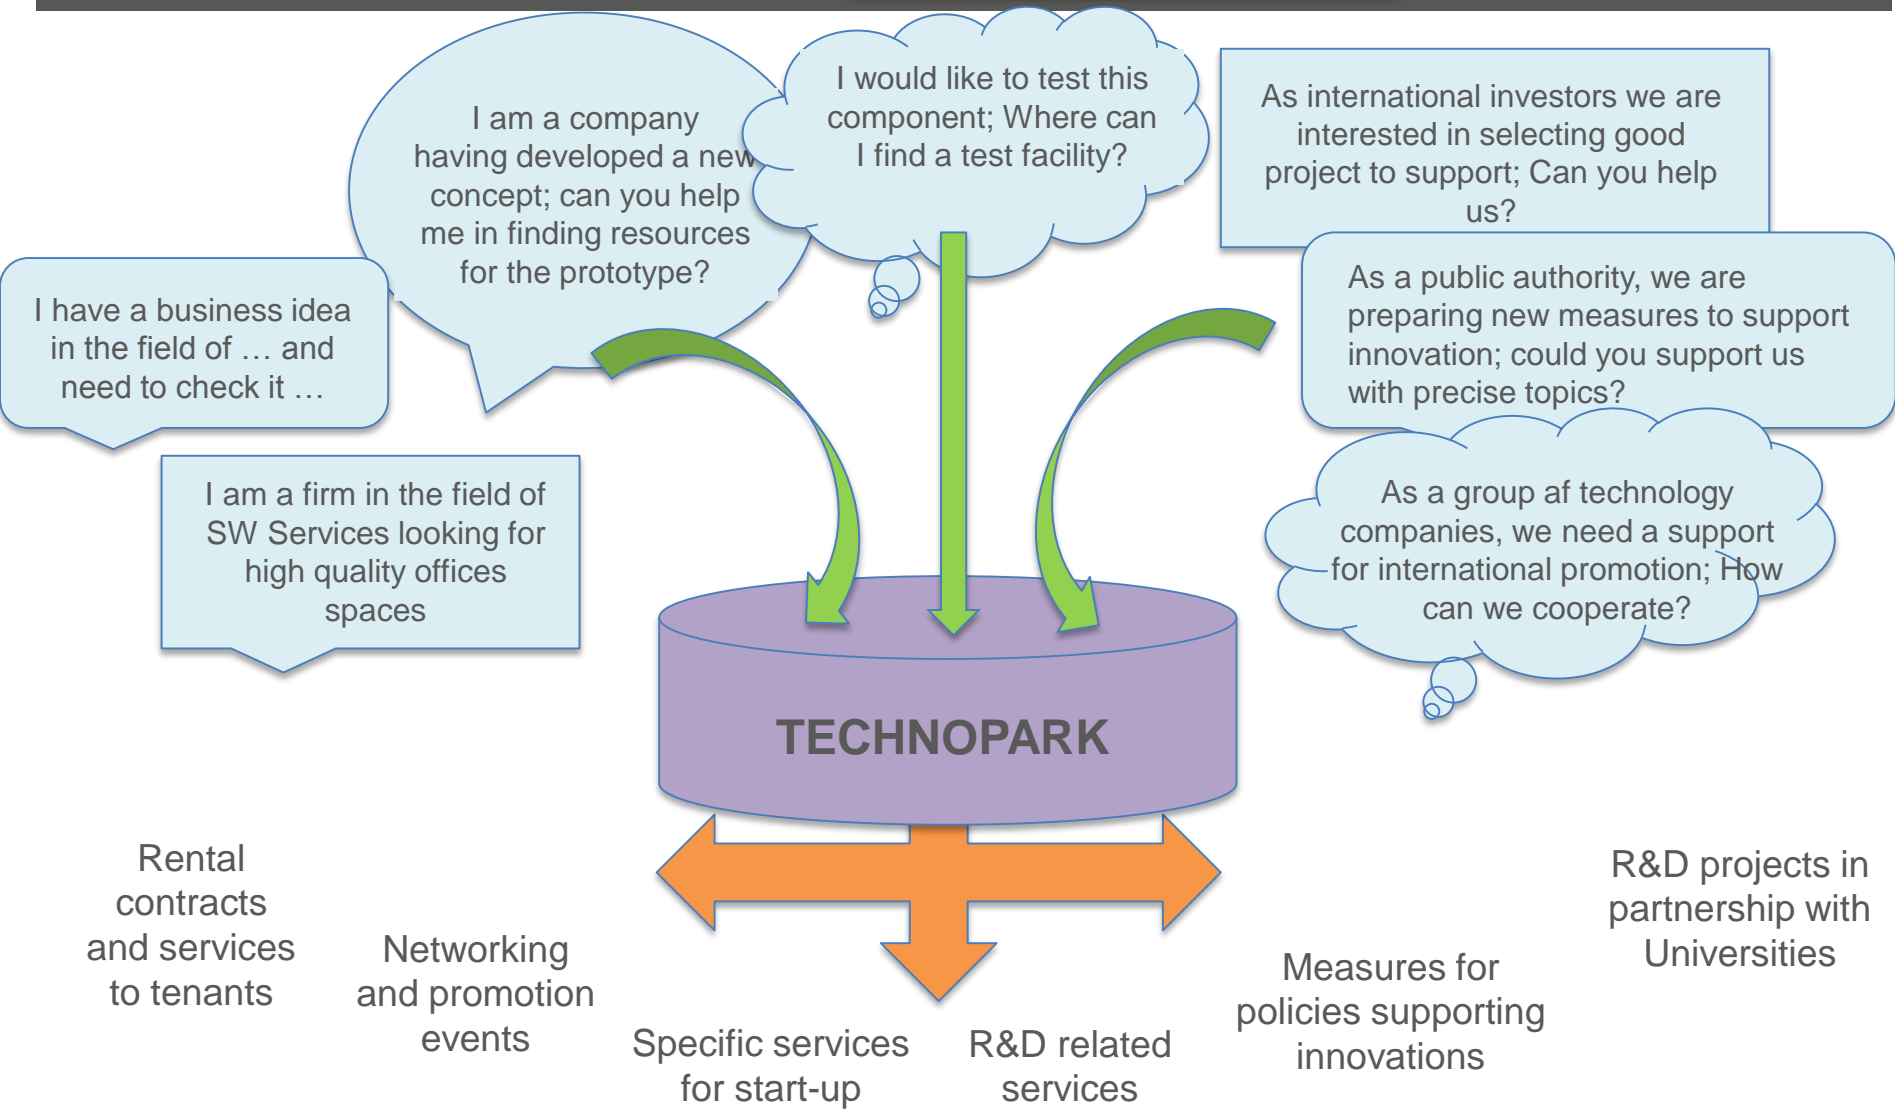 I would like to test this
component; Where can
I find a test facility?
I am a company
having developed a new
concept; can you help
me in finding resources
for the prototype?
As international investors we are
interested in selecting good
project to support; Can you help
us?
I have a business idea
in the field of … and
need to check it …
As a public authority, we are
preparing new measures to support
innovation; could you support us
with precise topics?
I am a firm in the field of
SW Services looking for
high quality offices
spaces
As a group af technology
companies, we need a support
for international promotion; How
can we cooperate?
TECHNOPARK
Rental
contracts
and services
to tenants
Networking
and promotion
events
Specific services
for start-up
R&D related
services
Measures for
policies supporting
innovations
R&D projects in
partnership with
Universities